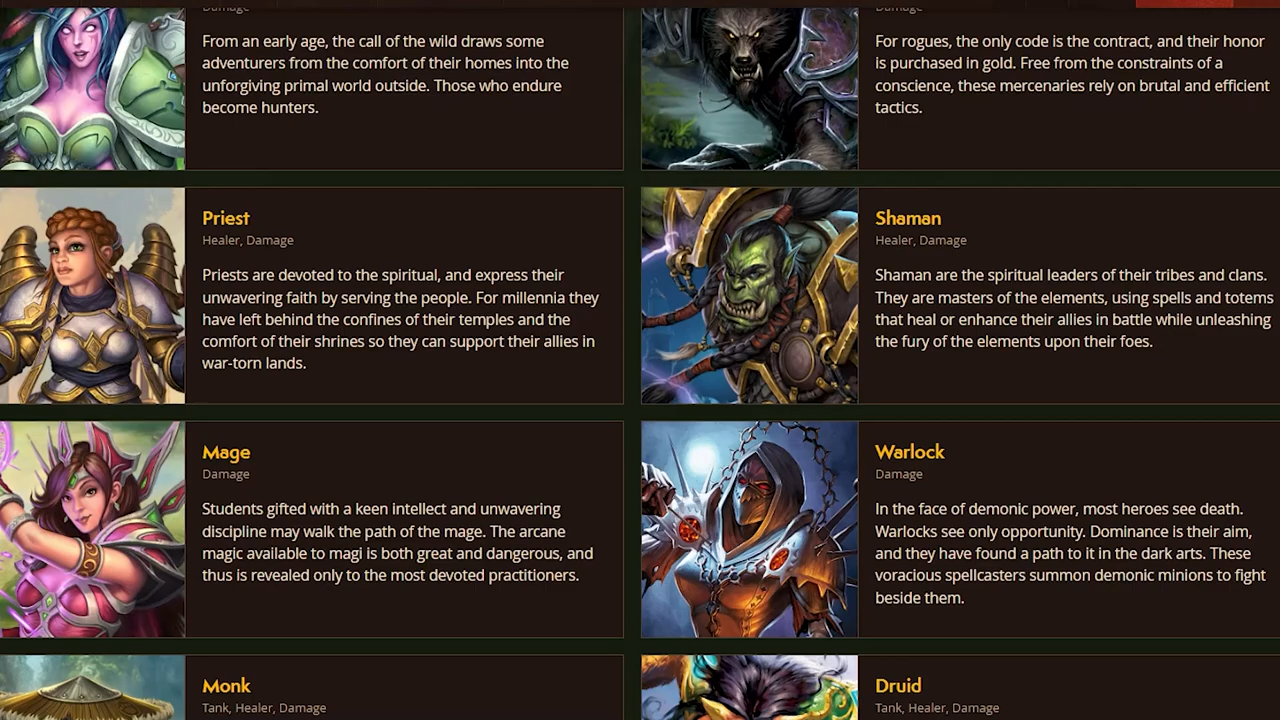 Damage
From an early age, the call of the wild draws some
adventurers from the comfort of their homes into the
unforgiving primal world outside. Those who endure
become hunters.
Damage
For rogues, the only code is the contract, and their honor
is purchased in gold. Free from the constraints of a
conscience, these mercenaries rely on brutal and efficient
tactics.
Priest
Healer, Damage
Priests are devoted to the spiritual, and express their
unwavering faith by serving the people. For millennia they
have left behind the confines of their temples and the
comfort of their shrines so they can support their allies in
war-torn lands.
Shaman
Healer, Damage
Shaman are the spiritual leaders of their tribes and clans.
They are masters of the elements, using spells and totems
that heal or enhance their allies in battle while unleashing
the fury of the elements upon their foes.
Mage
Damage
Students gifted with a keen intellect and unwavering
discipline may walk the path of the mage. The arcane
magic available to magi is both great and dangerous, and
thus is revealed only to the most devoted practitioners.
Warlock
Damage
In the face of demonic power, most heroes see death.
Warlocks see only opportunity. Dominance is their aim,
and they have found a path to it in the dark arts. These
voracious spellcasters summon demonic minions to fight
beside them.
Monk
Tank, Healer, Damage
Druid
Tank, Healer, Damage